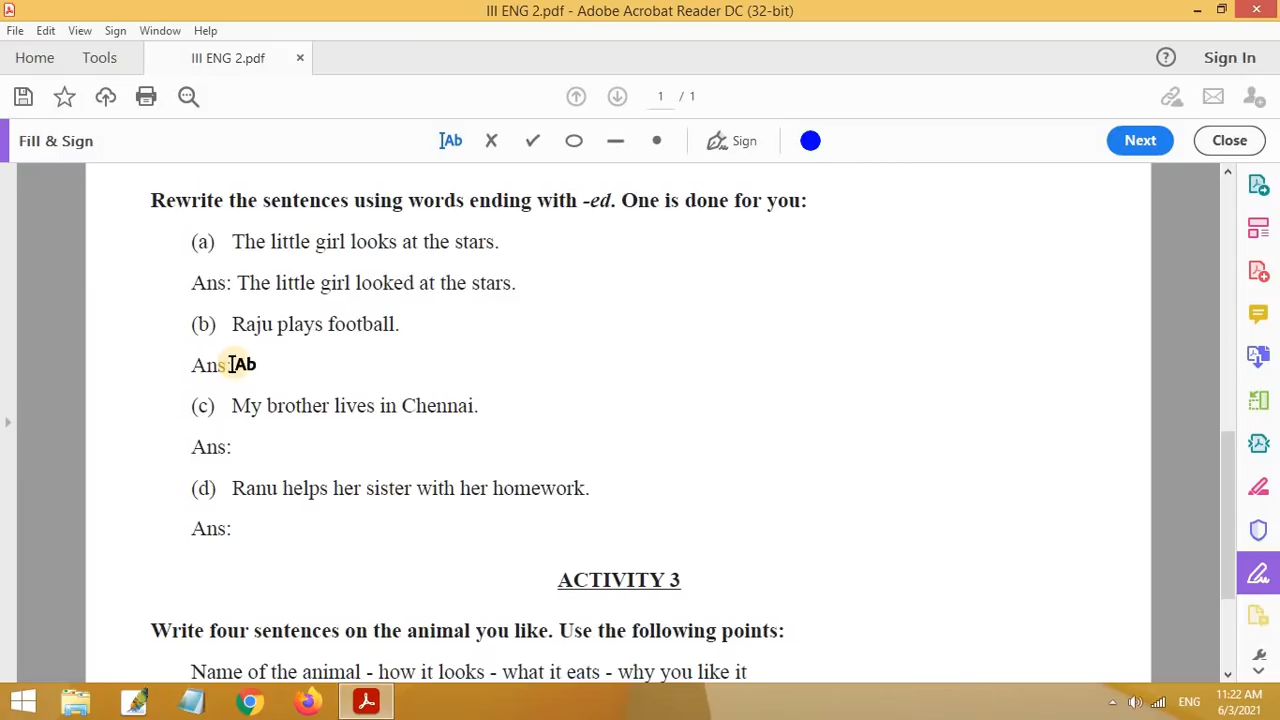 III ENG 2.pdf - Adobe Acrobat Reader DC (32-bit)
File Edit View Sign Window Help
Home Tools III ENG 2.pdf × Sign In
1 / 1
Fill & Sign Ab Sign Next Close
Rewrite the sentences using words ending with -ed. One is done for you:
(a) The little girl looks at the stars.
Ans: The little girl looked at the stars.
(b) Raju plays football.
Ans: Ab
(c) My brother lives in Chennai.
Ans:
(d) Ranu helps her sister with her homework.
Ans:
ACTIVITY 3
Write four sentences on the animal you like. Use the following points:
Name of the animal - how it looks - what it eats - why you like it
ENG 11:22 AM
6/3/2021